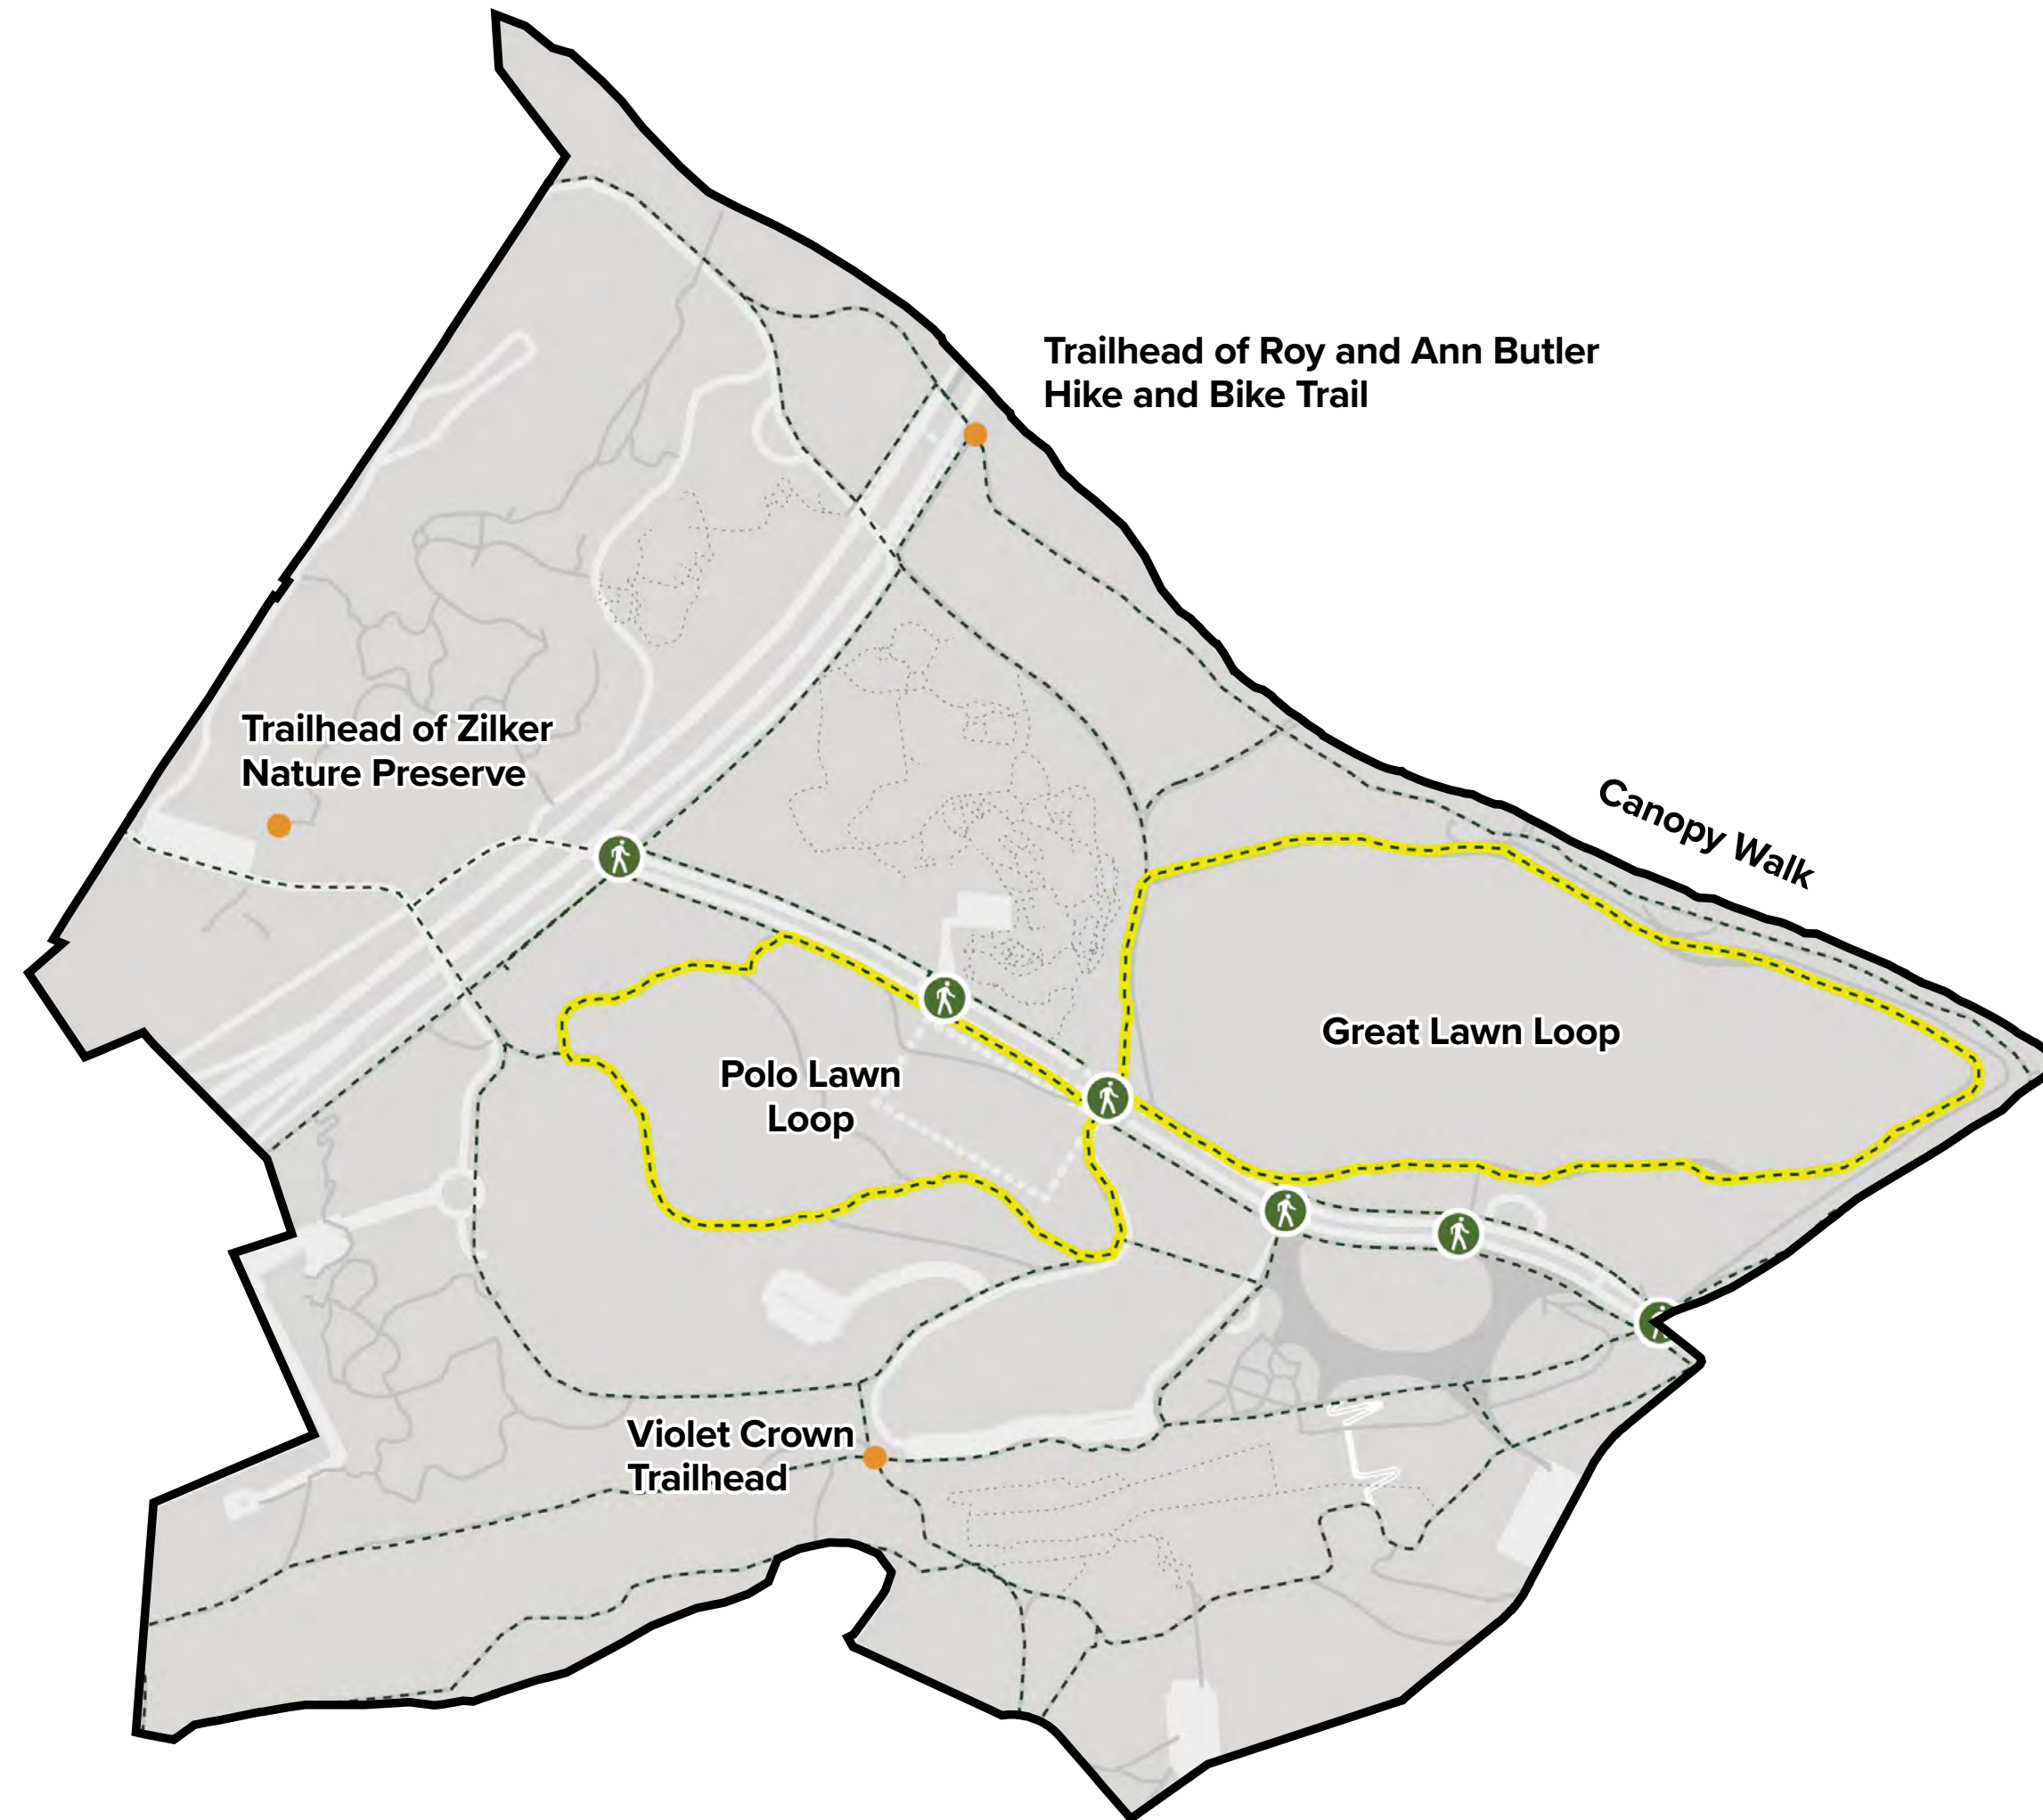 Trailhead of Roy and Ann Butler
Hike and Bike Trail
Trailhead of Zilker
Nature Preserve
Canopy Walk
Great Lawn Loop
Polo Lawn
Loop
Violet Crown
Trailhead